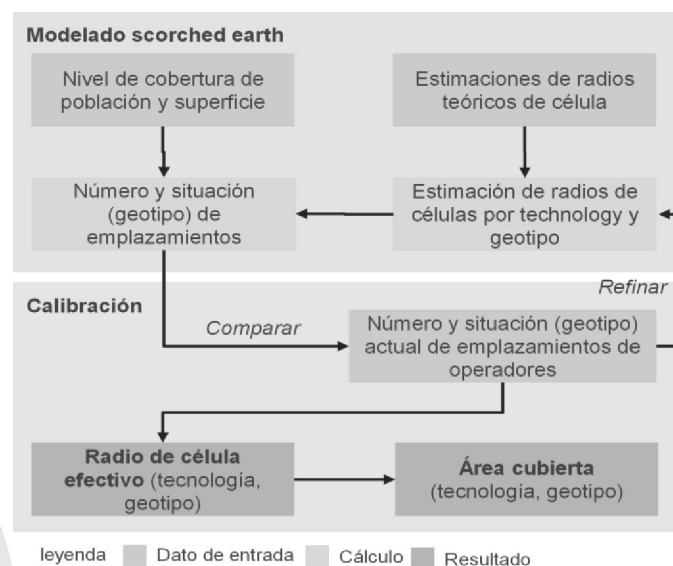 Modelado scorched earth
Nivel de cobertura de
población y superficie
Estimaciones de radios
teóricos de célula
Número y situación
(geotipo) de
emplazamientos
Estimación de radios de
células por technology y
geotipo
Refinar
Calibración
Comparar
Número y situación (geotipo)
actual de emplazamientos de
operadores
Radio de célula
efectivo (tecnología,
geotipo)
Área cubierta
(tecnología, geotipo)
leyenda Dato de entrada Cálculo Resultado